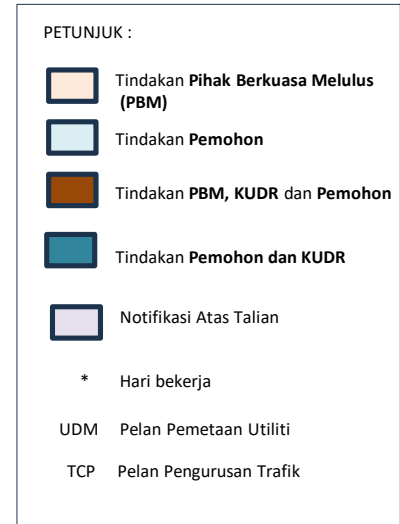 PETUNJUK :
Tindakan Pihak Berkuasa Melulus
(PBM)
Tindakan Pemohon
Tindakan PBM, KUDR dan Pemohon
Tindakan Pemohon dan KUDR
Notifikasi Atas Talian
* Hari bekerja
UDM Pelan Pemetaan Utiliti
TCP Pelan Pengurusan Trafik